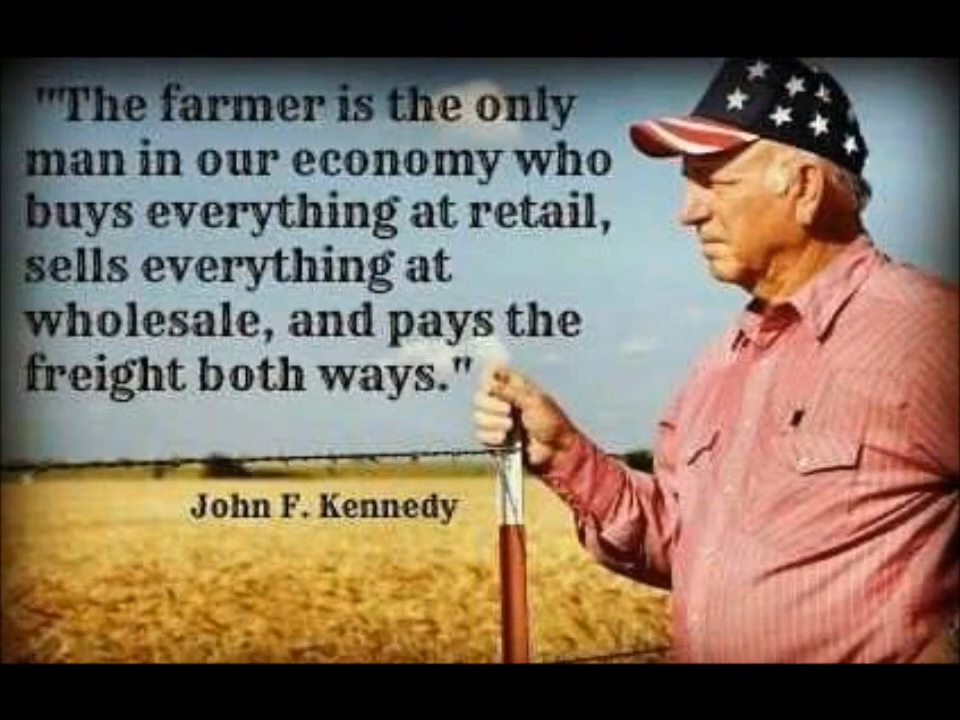 "'The farmer is the only
man in our economy who
buys everything at retail,
sells everything at
wholesale, and pays the
freight both ways."
John F. Kennedy